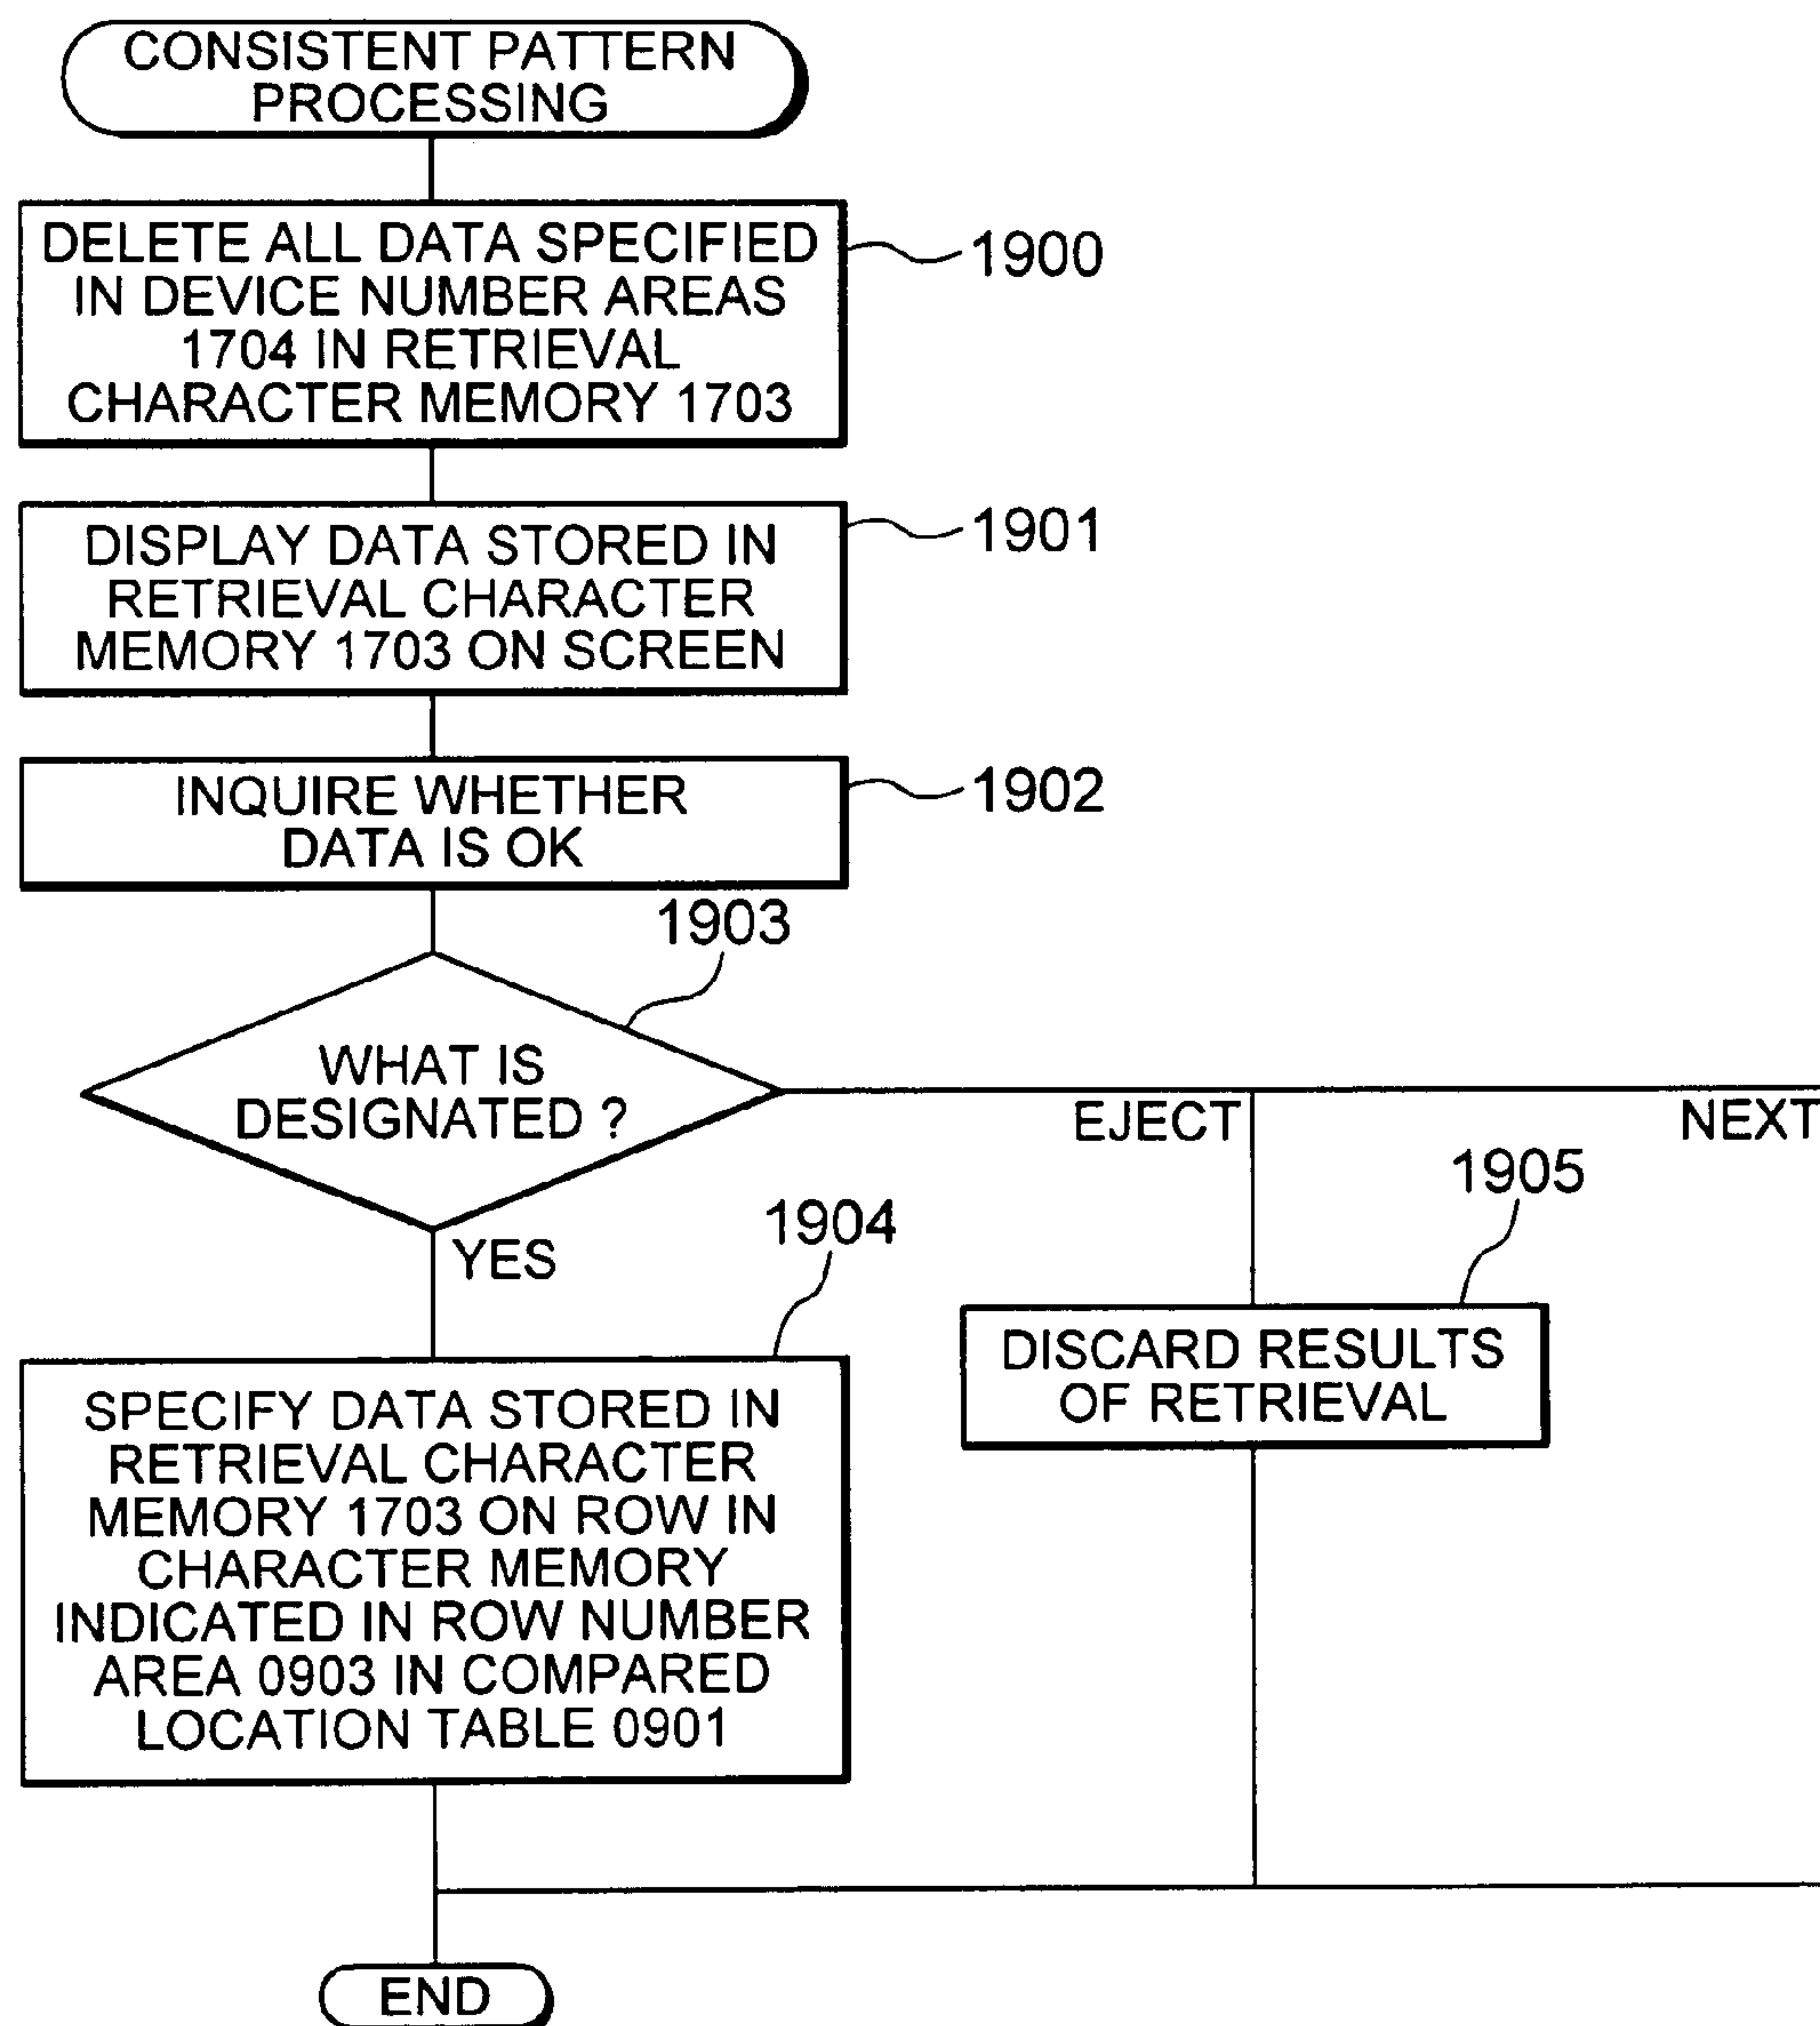 CONSISTENT PATTERN
PROCESSING
DELETE ALL DATA SPECIFIED
IN DEVICE NUMBER AREAS
1704 IN RETRIEVAL
CHARACTER MEMORY 1703
1900
DISPLAY DATA STORED IN
RETRIEVAL CHARACTER
MEMORY 1703 ON SCREEN
1901
INQUIRE WHETHER
DATA IS OK
1902
1903
WHAT IS
DESIGNATED ?
EJECT
NEXT
1905
1904
YES
DISCARD RESULTS
OF RETRIEVAL
SPECIFY DATA STORED IN
RETRIEVAL CHARACTER
MEMORY 1703 ON ROW IN
CHARACTER MEMORY
INDICATED IN ROW NUMBER
AREA 0903 IN COMPARED
LOCATION TABLE 0901
END